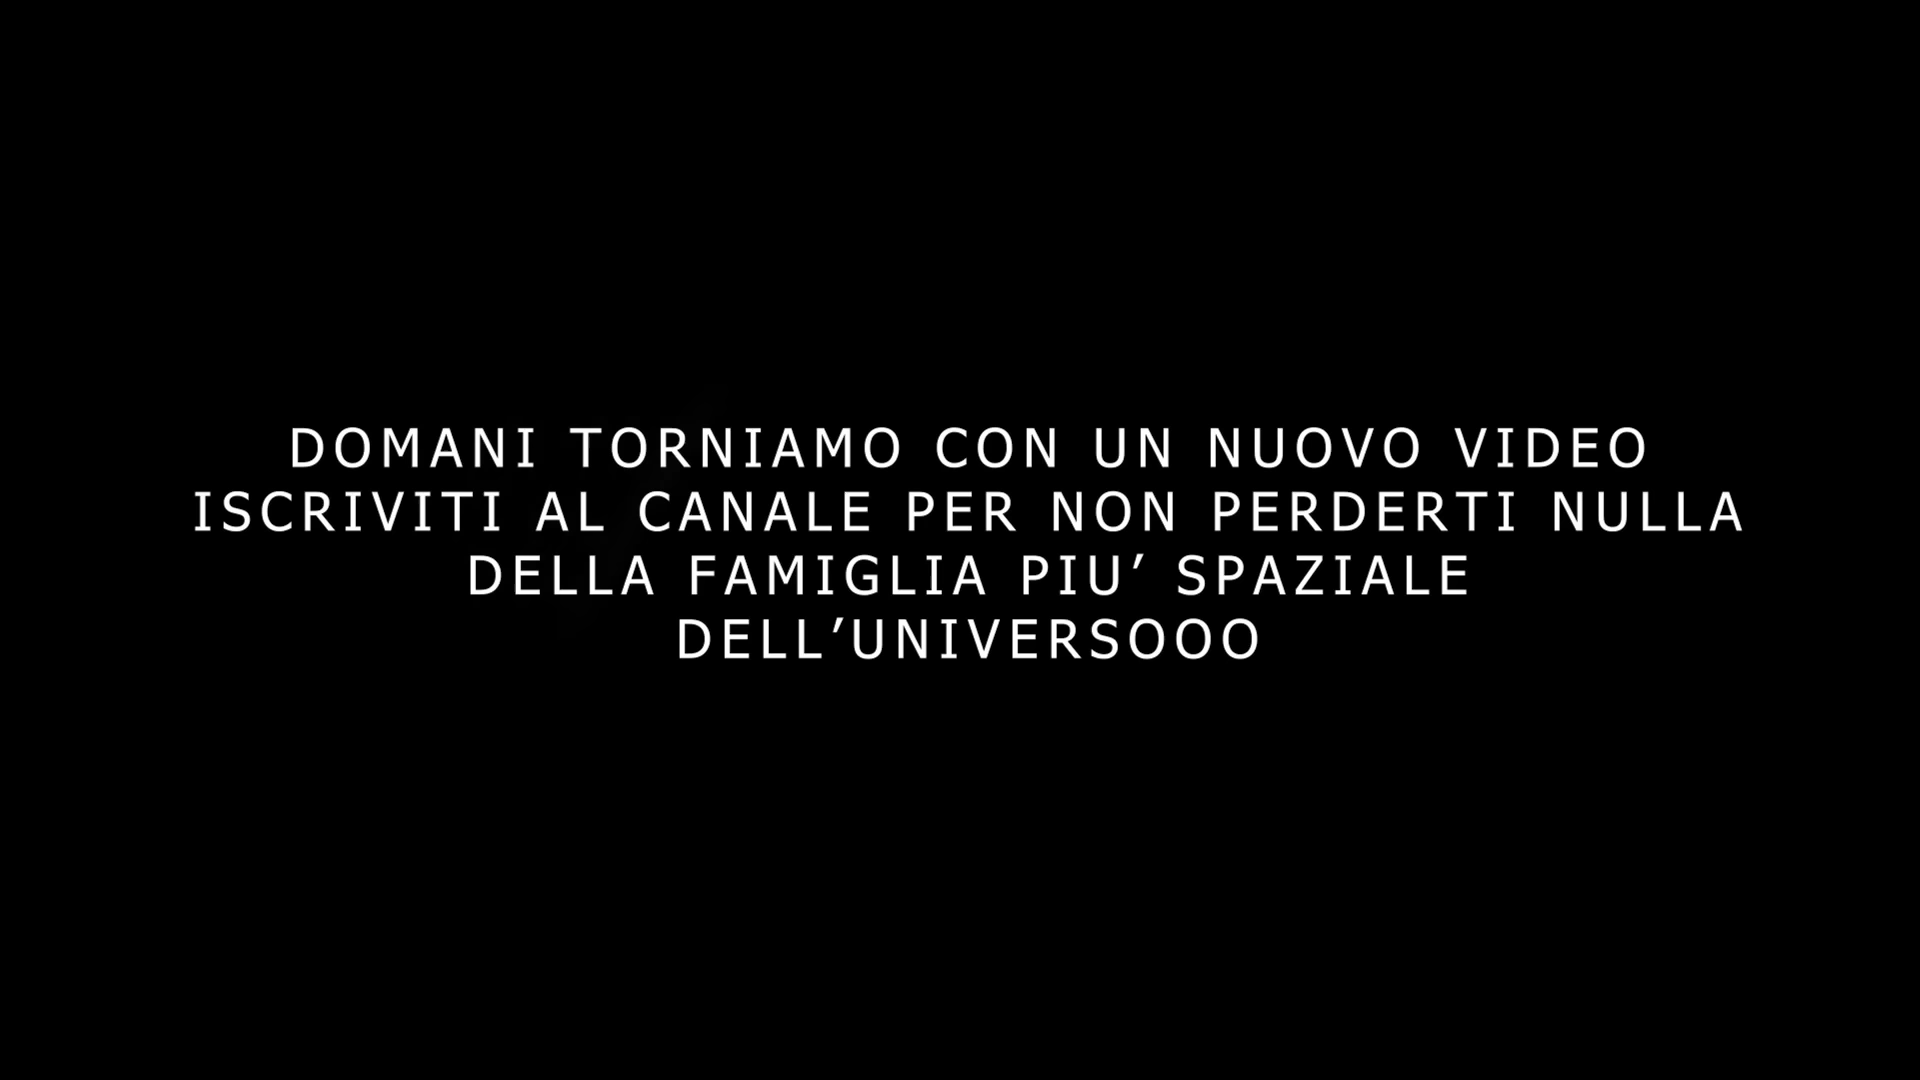 DOMANI TORNIAMO CON UN NUOVO VIDEO
ISCRIVITI AL CANALE PER NON PERDERTI NULLA
DELLA FAMIGLIA PIU’ SPAZIALE
DELL’UNIVERSOOO